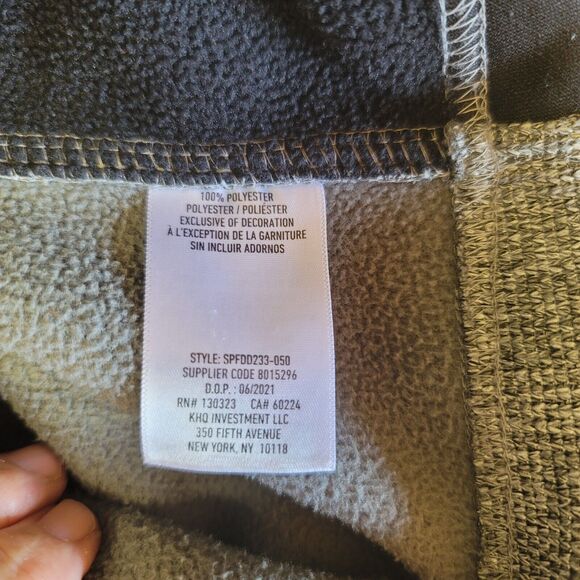 100% POLYESTER
POLYESTER / POLIÉSTER
EXCLUSIVE OF DECORATION
À L'EXCEPTION DE LA GARNITURE
SIN INCLUIR ADORNOS
STYLE: SPFDD233-050
SUPPLIER CODE 8015296
D.O.P. : 06/2021
RN# 130323 CA# 60224
KHQ INVESTMENT LLC
350 FIFTH AVENUE
NEW YORK, NY 10118